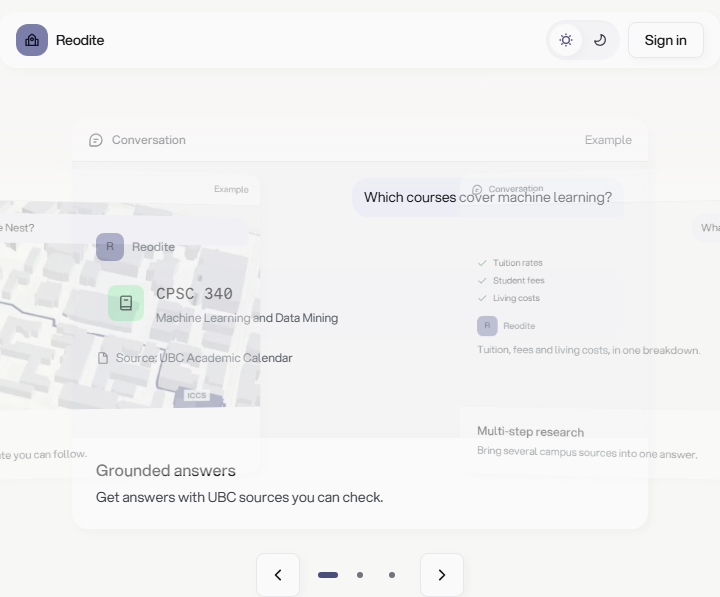 Reodite
Sign in
Conversation
Example
Example
Conversation
Which courses cover machine learning?
e Nest?
Wha
R
Reodite
Tuition rates
Student fees
Living costs
CPSC 340
Machine Learning and Data Mining
R
Reodite
Tuition, fees and living costs, in one breakdown.
Source: UBC Academic Calendar
ICCS
Multi-step research
Bring several campus sources into one answer.
te you can follow.
Grounded answers
Get answers with UBC sources you can check.